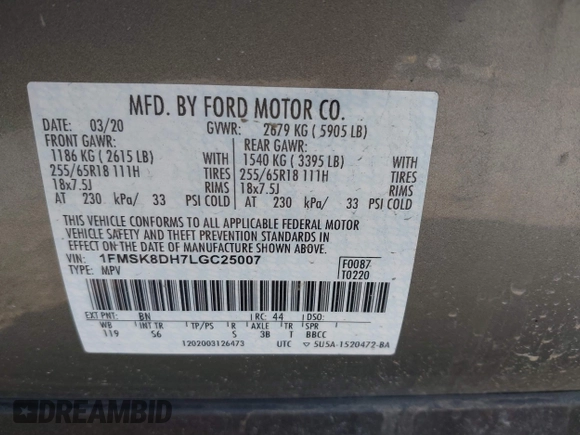 MFD. BY FORD MOTOR CO.
DATE: 03/20 GVWR: 2679 KG ( 5905 LB)
FRONT GAWR: REAR GAWR:
1186 KG ( 2615 LB) WITH 1540 KG ( 3395 LB) WITH
255/65R18 111H TIRES 255/65R18 111H TIRES
18x7.5J RIMS 18x7.5J RIMS
AT 230 kPa/ 33 PSI COLD AT 230 kPa/ 33 PSI COLD
THIS VEHICLE CONFORMS TO ALL APPLICABLE FEDERAL MOTOR
VEHICLE SAFETY AND THEFT PREVENTION STANDARDS IN
EFFECT ON THE DATE OF MANUFACTURE SHOWN ABOVE.
VIN: 1FMSK8DH7LGC25007 F0087
TYPE: MPV T0220
EXT PNT: BN RC: 44 DSO:
WB INT TR TP/PS R AXLE TR SPR
119 S6 S 3B T BBCC
1202003126473 UTC ▽ 5U5A-1520472-BA
DREAMBID